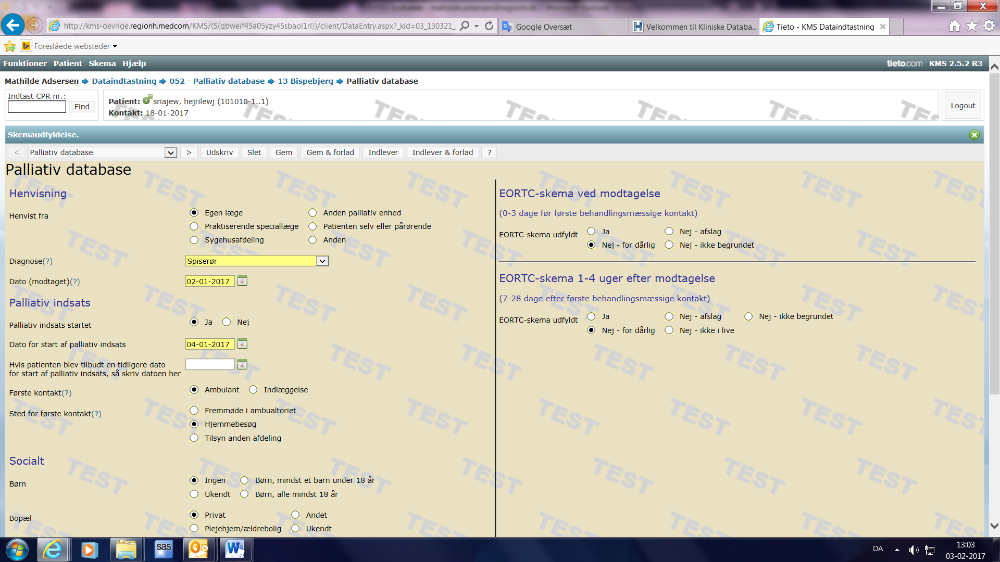 http://kms-oevrige.regionh.medcom/KMS/(S(qbweif45a05yzy45sbaol1rl))/client/DataEntry.aspx?_kid=03_130321_
Google Oversæt
Velkommen til Kliniske Databa...
Tieto - KMS Dataindtastning
Foreslåede websteder
Funktioner Patient Skema Hjælp
tieto.com KMS 2.5.2 R3
Mathilde Adsersen Dataindtastning 052 - Palliativ database 13 Bispebjerg Palliativ database
Indtast CPR nr.:
Find
Patient: sriajew, hejrilewj (101010-1..1)
Kontakt: 18-01-2017
Logout
Skemaudfyldelse.
< Palliativ database > Udskriv Slet Gem Gem & forlad Indlever Indlever & forlad ?
Palliativ database
Henvisning
Henvist fra
Egen læge Anden palliativ enhed
Praktiserende speciallæge Patienten selv eller pårørende
Sygehusafdeling Anden
Diagnose(?) Spiserør
Dato (modtaget)(?) 02-01-2017
Palliativ indsats
Palliativ indsats startet Ja Nej
Dato for start af palliativ indsats 04-01-2017
Hvis patienten blev tilbudt en tidligere dato
for start af palliativ indsats, så skriv datoen her
Første kontakt(?) Ambulant Indlæggelse
Sted for første kontakt(?)
Fremmøde i ambualtoriet
Hjemmebesøg
Tilsyn anden afdeling
Socialt
Børn
Ingen Børn, mindst et barn under 18 år
Ukendt Børn, alle mindst 18 år
Bopæl
Privat Andet
Plejehjem/ældrebolig Ukendt
EORTC-skema ved modtagelse
(0-3 dage før første behandlingsmæssige kontakt)
EORTC-skema udfyldt
Ja Nej - afslag
Nej - for dårlig Nej - ikke begrundet
EORTC-skema 1-4 uger efter modtagelse
(7-28 dage efter første behandlingsmæssige kontakt)
EORTC-skema udfyldt
Ja Nej - afslag Nej - ikke begrundet
Nej - for dårlig Nej - ikke i live
TEST
sas
DA
13:03
03-02-2017